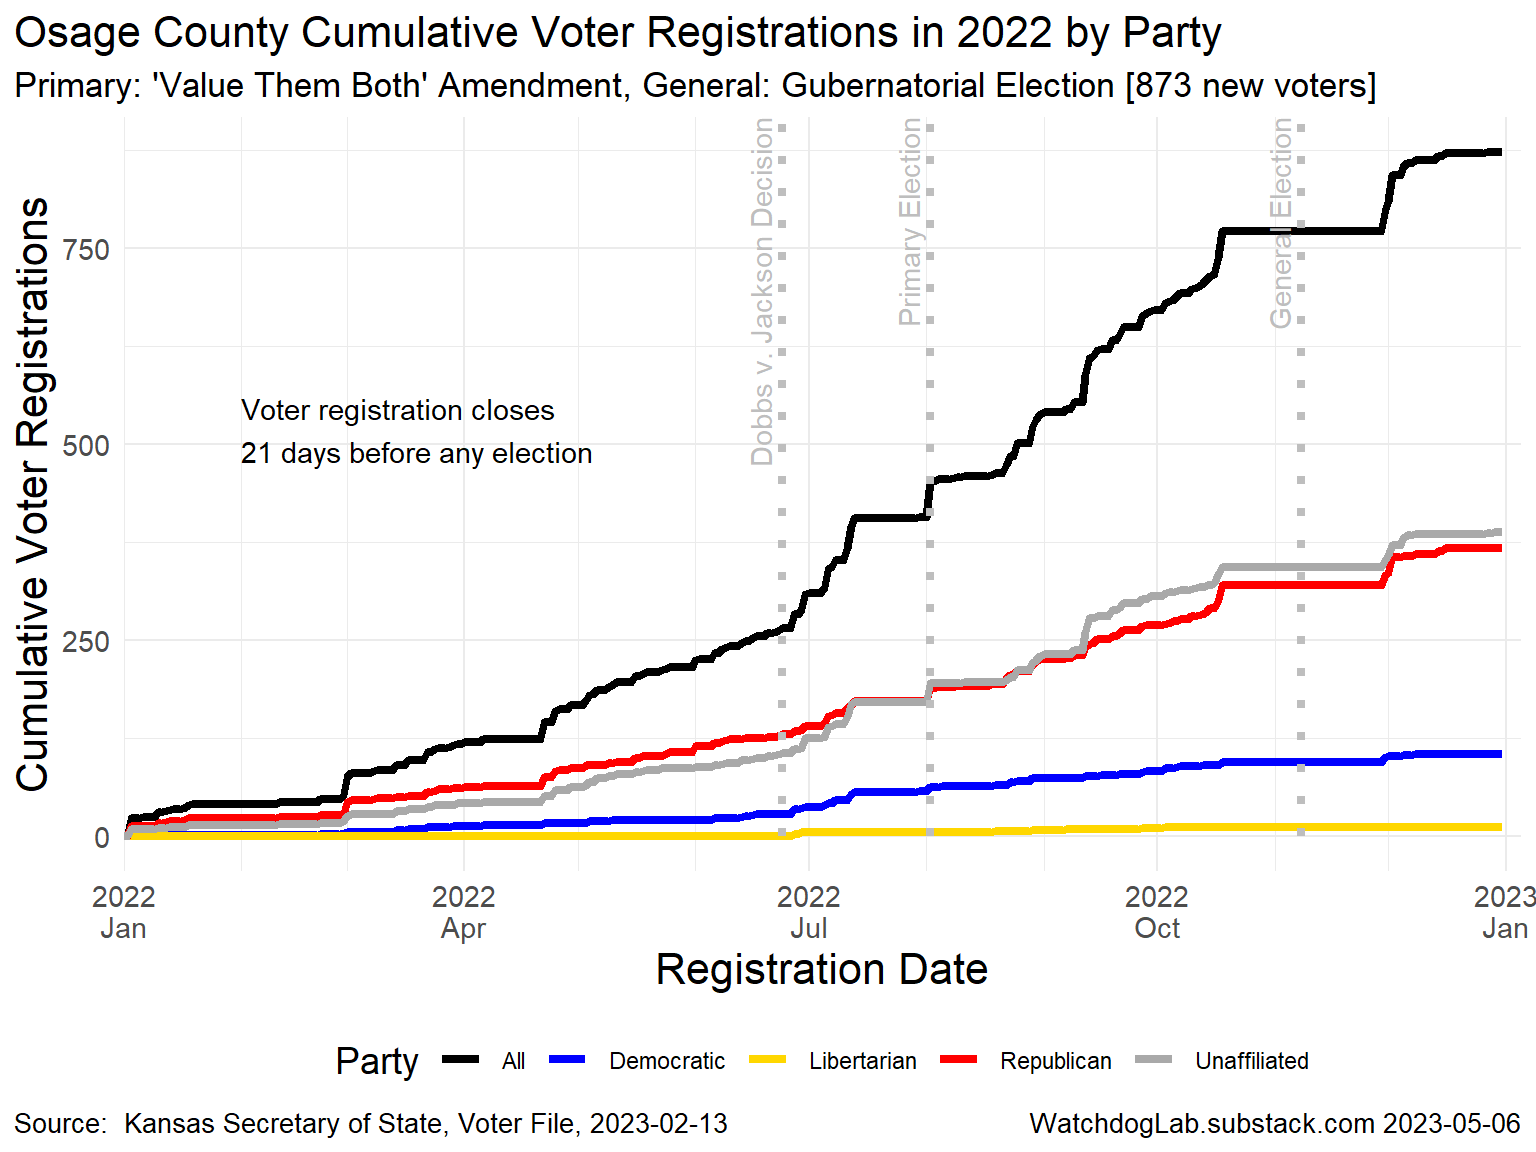 Osage County Cumulative Voter Registrations in 2022 by Party
Primary: 'Value Them Both' Amendment, General: Gubernatorial Election [873 new voters]
Cumulative Voter Registrations
750
500
250
0
Dobbs v. Jackson Decision
Primary Election
General Election
Voter registration closes
21 days before any election
2022
Jan
2022
Apr
2022
Jul
2022
Oct
2023
Jan
Registration Date
Party
All
Democratic
Libertarian
Republican
Unaffiliated
Source:  Kansas Secretary of State, Voter File, 2023-02-13
WatchdogLab.substack.com 2023-05-06